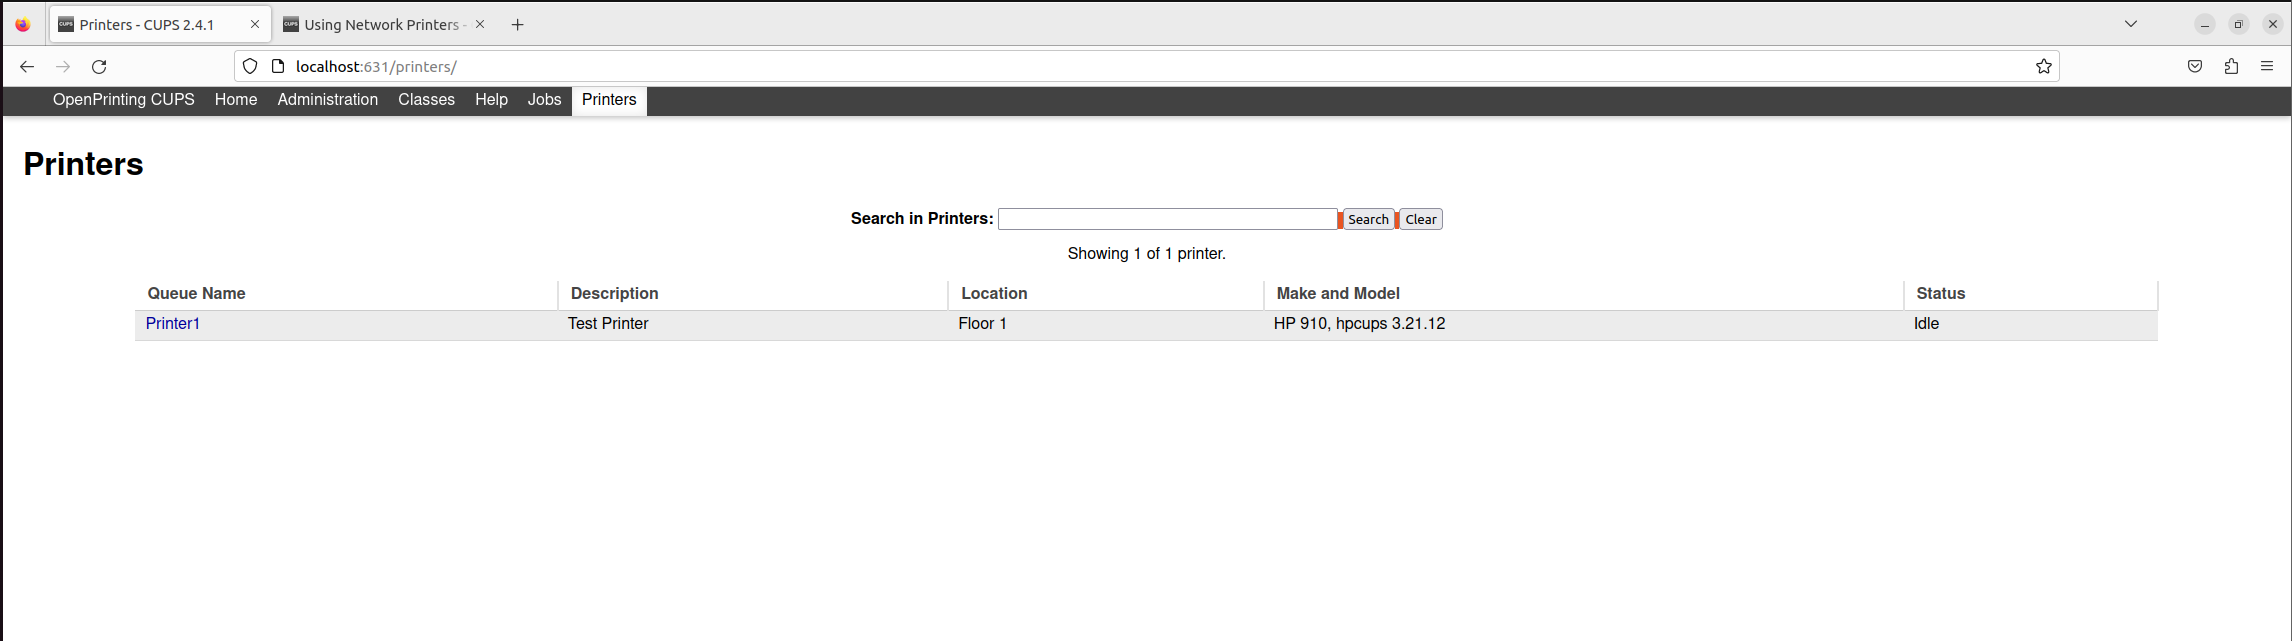 Printers - CUPS 2.4.1
Using Network Printers -
localhost:631/printers/
OpenPrinting CUPS Home Administration Classes Help Jobs Printers
Printers
Search in Printers: Search Clear
Showing 1 of 1 printer.
Queue Name Description Location Make and Model Status
Printer1 Test Printer Floor 1 HP 910, hpcups 3.21.12 Idle